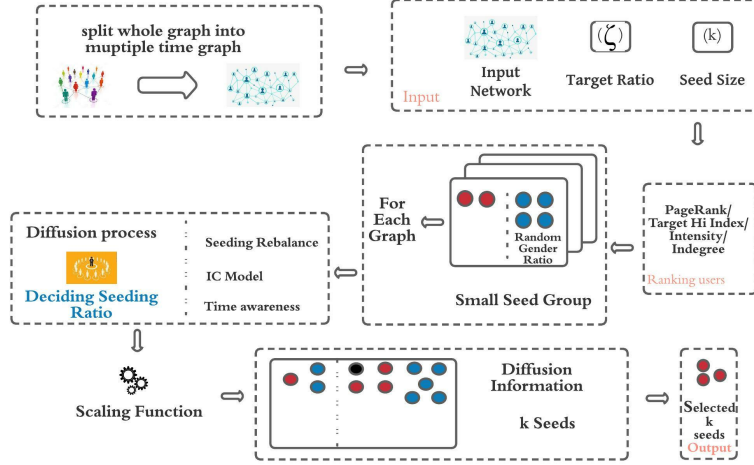 split whole graph into
muptiple time graph
Input
Input
Network
(ζ)
Target Ratio
(k)
Seed Size
PageRank/
Target Hi Index/
Intensity/
Indegree
Ranking users
For
Each
Graph
Random
Gender
Ratio
Small Seed Group
Diffusion process
Deciding Seeding
Ratio
Seeding Rebalance
IC Model
Time awareness
Scaling Function
Diffusion
Information
k Seeds
Selected
k
seeds
Output